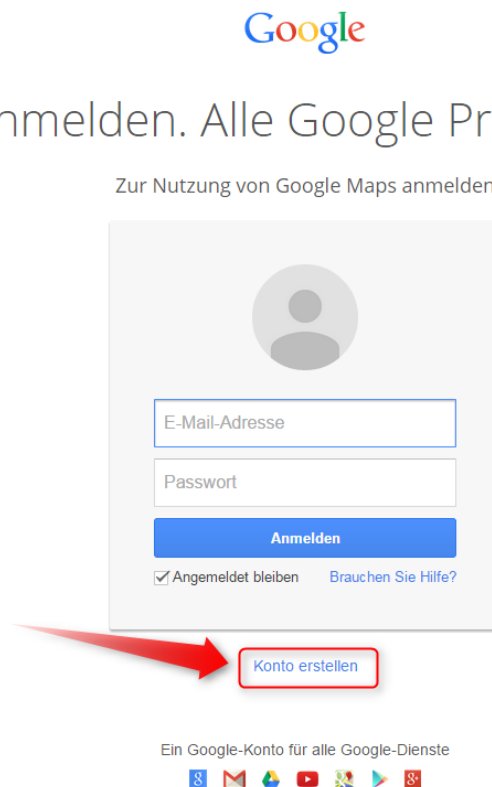 Google
nmelden. Alle Google Pr
Zur Nutzung von Google Maps anmelden
E-Mail-Adresse
Passwort
Anmelden
Angemeldet bleiben Brauchen Sie Hilfe?
Konto erstellen
Ein Google-Konto für alle Google-Dienste